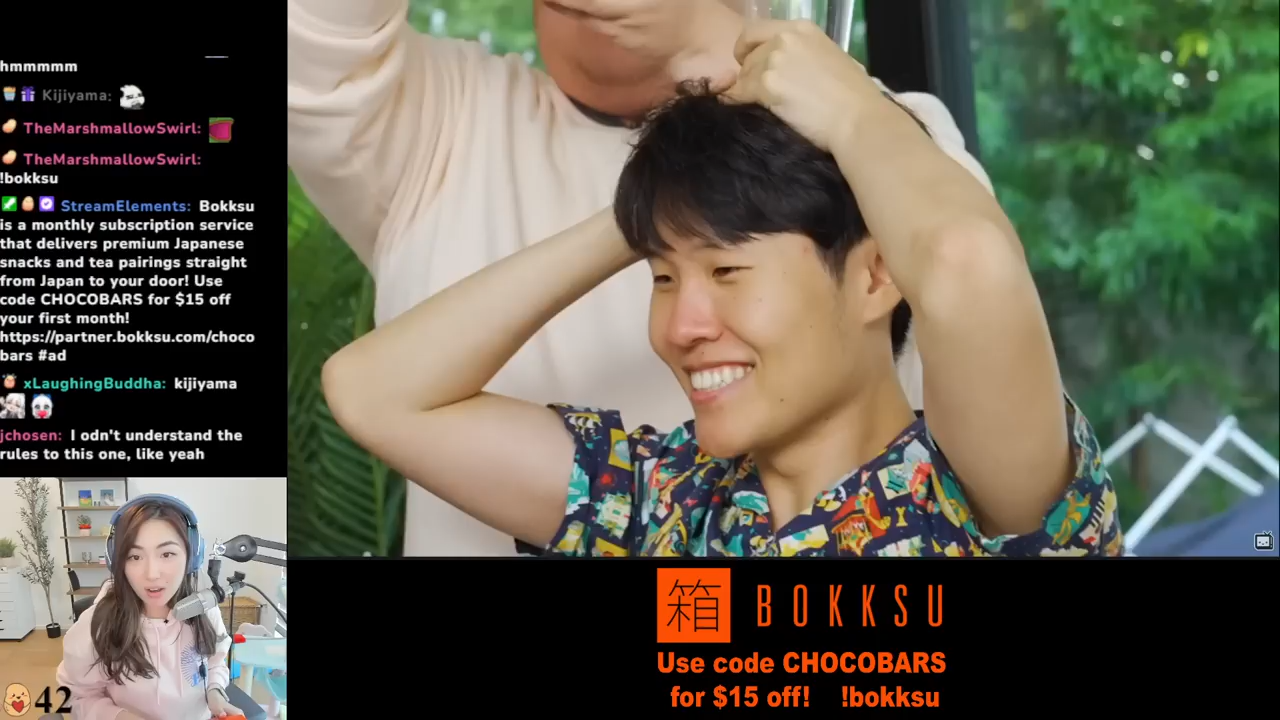 hmmmmm
Kijiyama:
TheMarshmallowSwirl:
TheMarshmallowSwirl:
!bokksu
StreamElements: Bokksu
is a monthly subscription service
that delivers premium Japanese
snacks and tea pairings straight
from Japan to your door! Use
code CHOCOBARS for $15 off
your first month!
https://partner.bokksu.com/choco
bars #ad
xLaughingBuddha: kijiyama
jchosen: I odn't understand the
rules to this one, like yeah
42
箱 BOKKSU
Use code CHOCOBARS
for $15 off! !bokksu